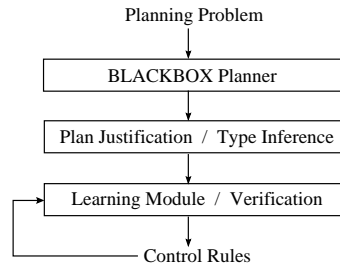 Planning Problem
BLACKBOX Planner
Plan Justification / Type Inference
Learning Module / Verification
Control Rules